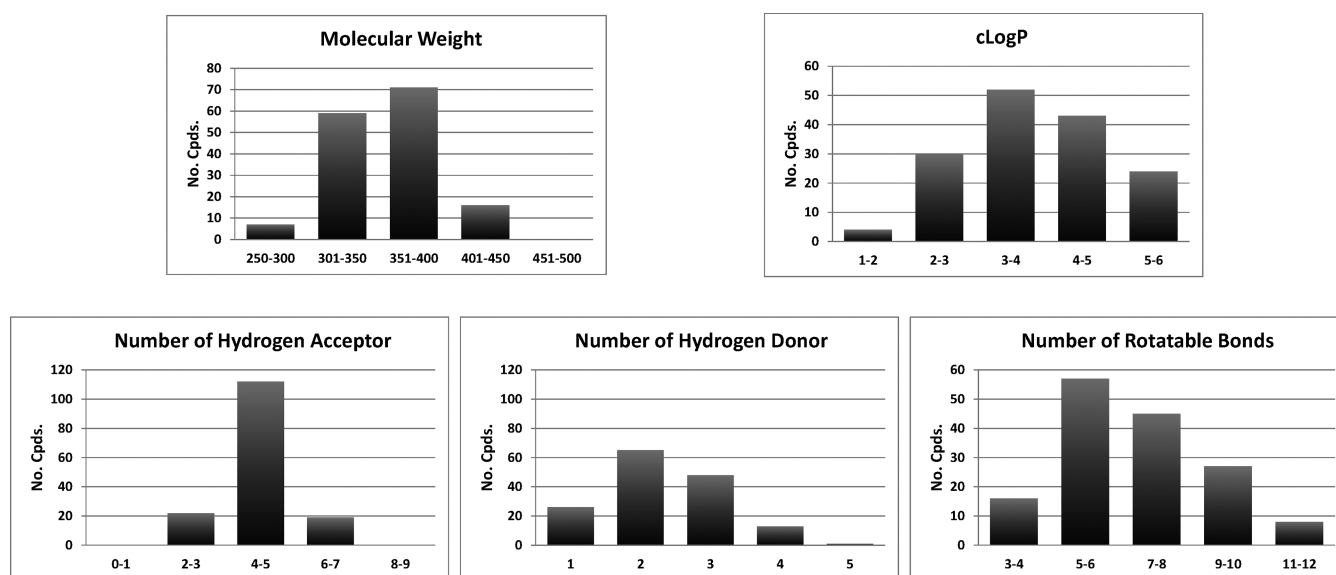 Molecular Weight
No. Cpds.
80
70
60
50
40
30
20
10
0
250-300 301-350 351-400 401-450 451-500
cLogP
No. Cpds.
60
50
40
30
20
10
0
1-2 2-3 3-4 4-5 5-6
Number of Hydrogen Acceptor
No. Cpds.
120
100
80
60
40
20
0
0-1 2-3 4-5 6-7 8-9
Number of Hydrogen Donor
No. Cpds.
120
100
80
60
40
20
0
1 2 3 4 5
Number of Rotatable Bonds
No. Cpds.
60
50
40
30
20
10
0
3-4 5-6 7-8 9-10 11-12